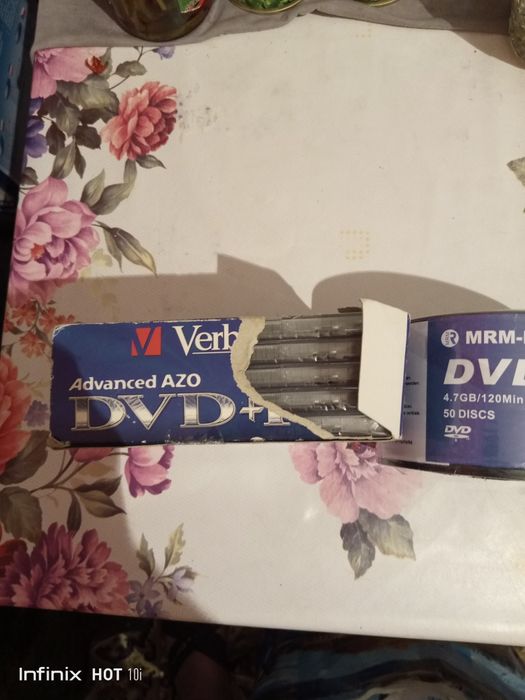 Verb
Advanced AZO
DVD+
MRM-
DVD
4.7GB/120Min
50 DISCS
DVD
Infinix HOT 10i